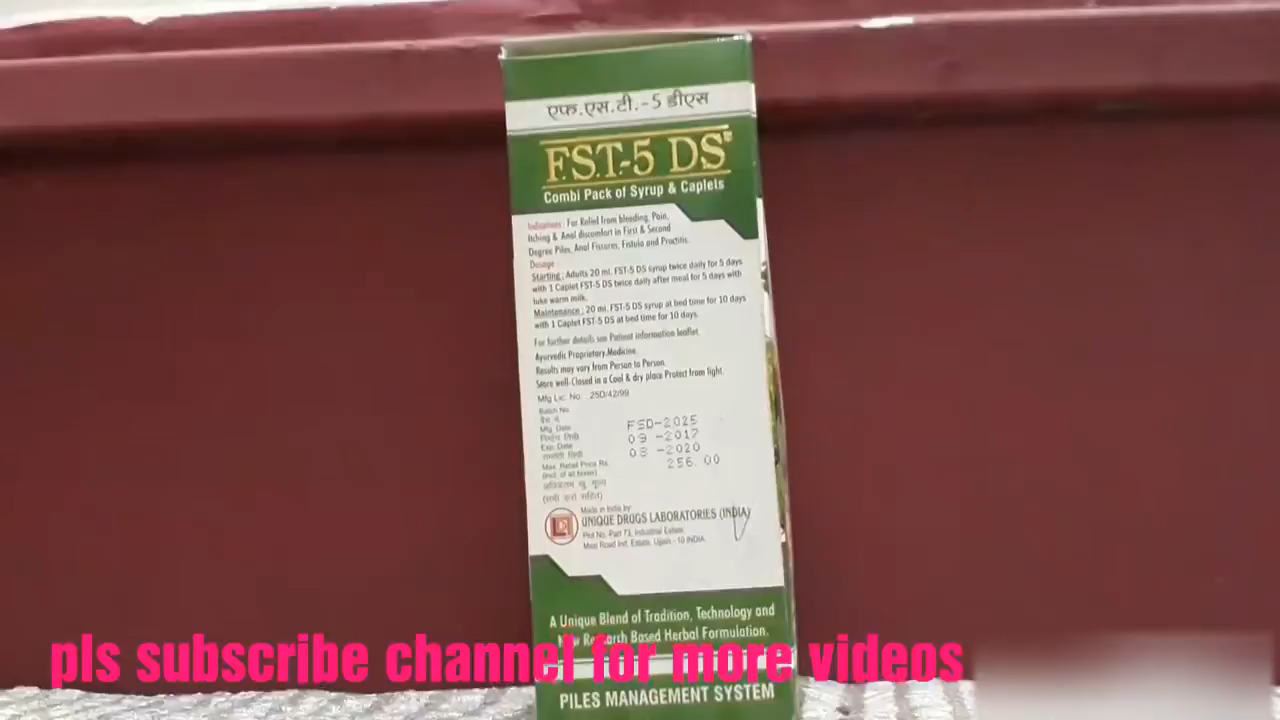 एफ.एस.टी.-5 डीएस
F.S.T.-5 DS
Combi Pack of Syrup & Caplets
Indications : For Relief from bleeding, Pain,
Itching & Anal discomfort in First & Second
Degree Piles, Anal Fissures, Fistula and Proctitis.
Dosage :
Starting : Adults 20 ml. FST-5 DS syrup twice daily for 5 days
with 1 Caplet FST-5 DS twice daily after meal for 5 days with
luke warm milk.
Maintenance : 20 ml. FST-5 DS syrup at bed time for 10 days
with 1 Caplet FST-5 DS at bed time for 10 days.
For further details see Patient information leaflet.
Ayurvedic Proprietary Medicine
Results may vary from Person to Person.
Store well-Closed in a Cool & dry place Protect from light.
Mfg Lic. No. : 25D/42/99
Batch No.
बैच नं. FSD-2025
Mfg. Date
निर्माण तिथि 09 -2017
Exp. Date 08 -2020
Max. Retail Price Rs. 256.00
(incl. of all taxes)
अधिकतम खु. मूल्य
(सभी करों सहित)
Made in India by:
UNIQUE DRUGS LABORATORIES (INDIA)
Plot No. Part 73, Industrial Estate
Maxi Road Ind. Estate, Ujjain - 10 INDIA.
A Unique Blend of Tradition, Technology and
New Research Based Herbal Formulation.
pls subscribe channel for more videos
PILES MANAGEMENT SYSTEM